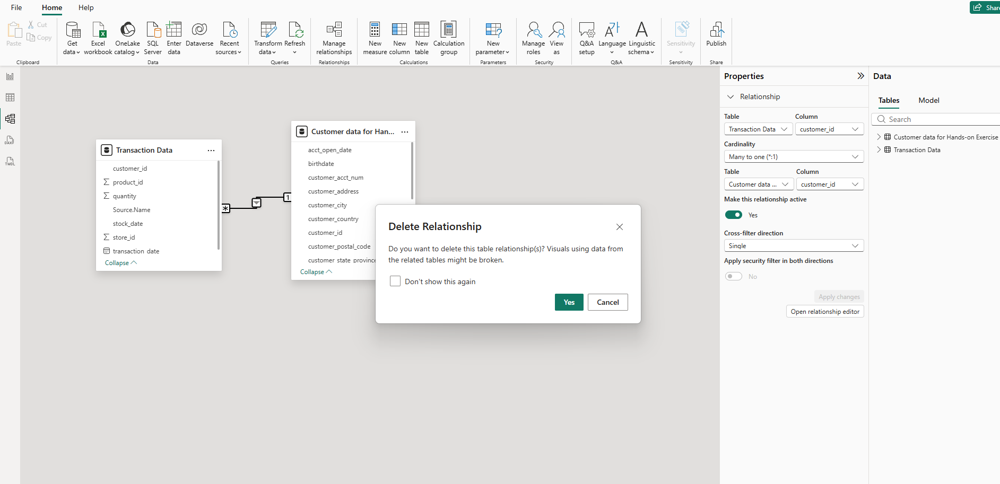 File
Home
Help
Share
Paste
Cut
Copy
Clipboard
Get
data
Excel
workbook
OneLake
catalog
SQL
Server
Enter
data
Dataverse
Recent
sources
Data
Transform
data
Refresh
Queries
Manage
relationships
Relationships
New
measure
New
column
New
table
Calculation
group
Calculations
New
parameter
Parameters
Manage
roles
View
as
Security
Q&A
setup
Language
Linguistic
schema
Q&A
Sensitivity
Sensitivity
Publish
Share
DAX
TMDL
Transaction Data
customer_id
product_id
quantity
Source.Name
stock_date
store_id
transaction_date
Collapse
*
1
Customer data for Han...
acct_open_date
birthdate
customer_acct_num
customer_address
customer_city
customer_country
customer_id
customer_postal_code
customer_state_province
Collapse
Delete Relationship
Do you want to delete this table relationship(s)? Visuals using data from
the related tables might be broken.
Don't show this again
Yes
Cancel
Properties
Relationship
Table
Column
Transaction Data
customer_id
Cardinality
Many to one (*:1)
Table
Column
Customer data ...
customer_id
Make this relationship active
Yes
Cross-filter direction
Single
Apply security filter in both directions
No
Apply changes
Open relationship editor
Data
Tables
Model
Search
Customer data for Hands-on Exercise
Transaction Data